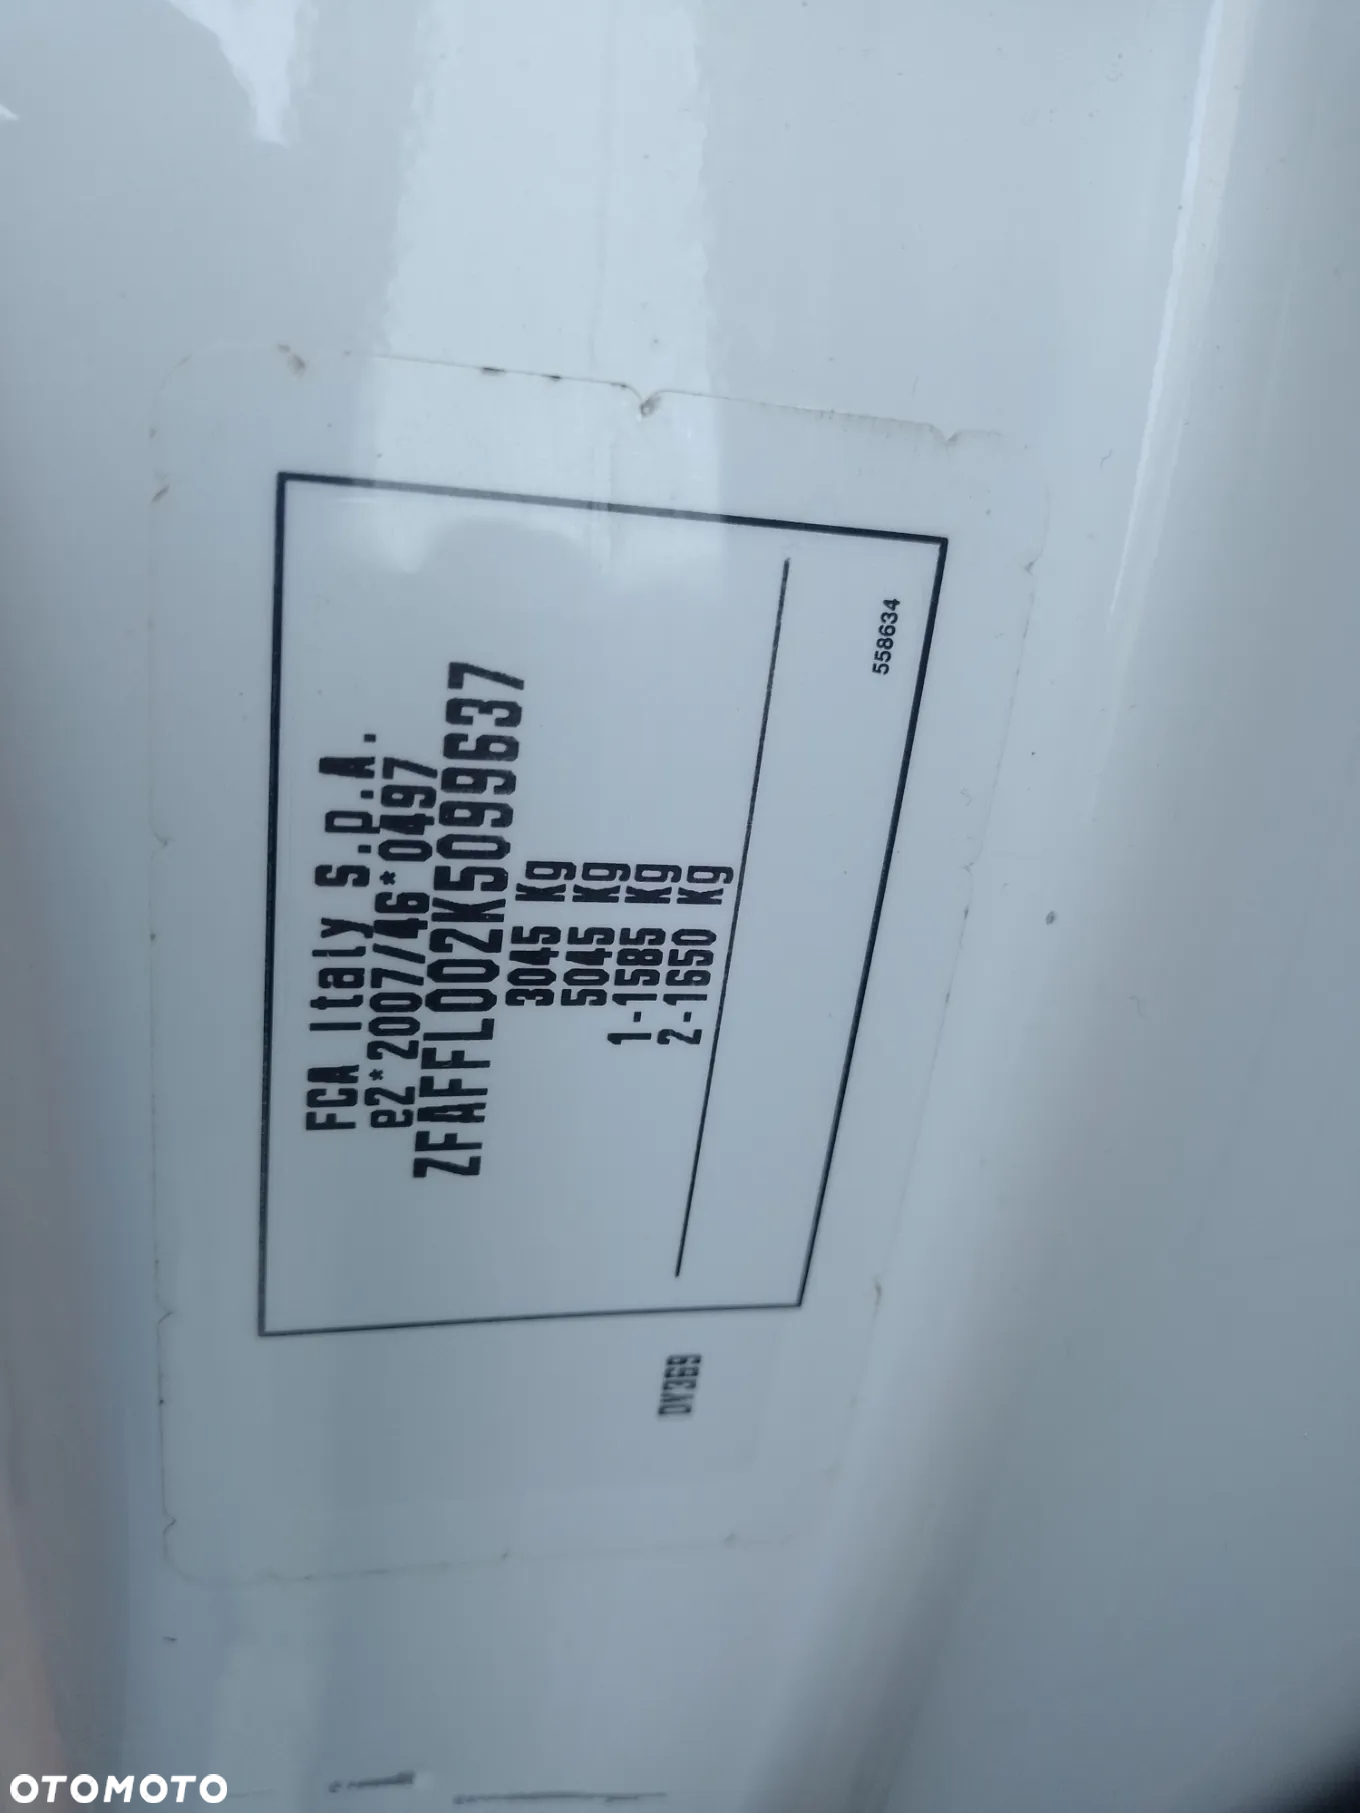 FCA Italy S.p.A.
e2*2007/46*0497
ZFAFFL002K5099637
3045 Kg
5045 Kg
1-1585 Kg
2-1650 Kg
558634
DV369
OTOMOTO